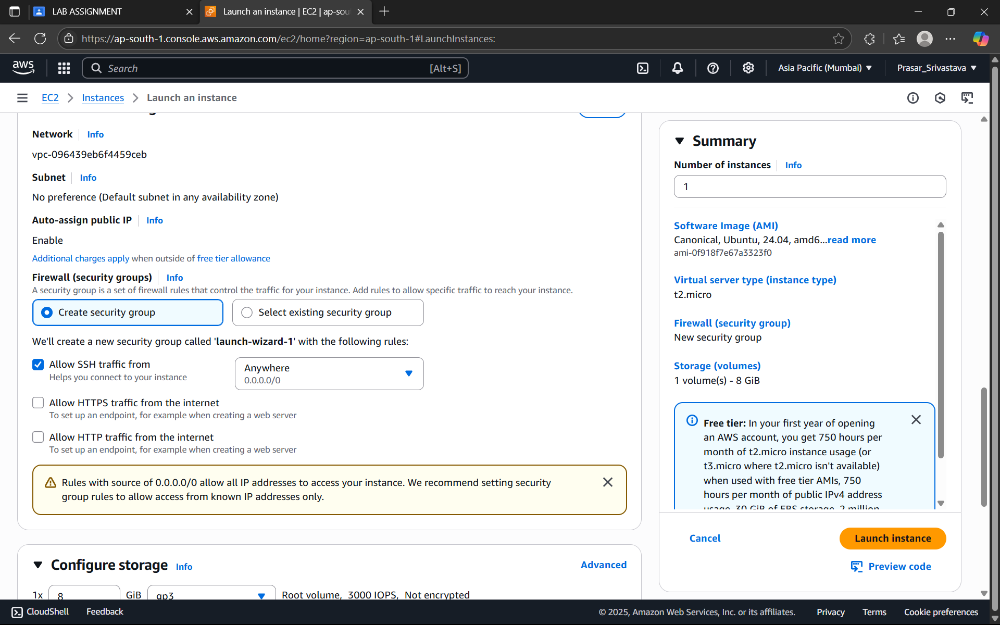 LAB ASSIGNMENT
Launch an instance | EC2 | ap-sou
https://ap-south-1.console.aws.amazon.com/ec2/home?region=ap-south-1#LaunchInstances:
aws
Search
[Alt+S]
Asia Pacific (Mumbai)
Prasar_Srivastava
EC2
Instances
Launch an instance
Network
Info
vpc-096439eb6f4459ceb
Subnet
Info
No preference (Default subnet in any availability zone)
Auto-assign public IP
Info
Enable
Additional charges apply when outside of free tier allowance
Firewall (security groups)
Info
A security group is a set of firewall rules that control the traffic for your instance. Add rules to allow specific traffic to reach your instance.
Create security group
Select existing security group
We'll create a new security group called 'launch-wizard-1' with the following rules:
Allow SSH traffic from
Helps you connect to your instance
Anywhere
0.0.0.0/0
Allow HTTPS traffic from the internet
To set up an endpoint, for example when creating a web server
Allow HTTP traffic from the internet
To set up an endpoint, for example when creating a web server
Rules with source of 0.0.0.0/0 allow all IP addresses to access your instance. We recommend setting security
group rules to allow access from known IP addresses only.
Configure storage
Info
Advanced
1x
8
GiB
gp3
Root volume, 3000 IOPS, Not encrypted
Summary
Number of instances
Info
1
Software Image (AMI)
Canonical, Ubuntu, 24.04, amd6...read more
ami-0f918f7e67a3323f0
Virtual server type (instance type)
t2.micro
Firewall (security group)
New security group
Storage (volumes)
1 volume(s) - 8 GiB
Free tier: In your first year of opening
an AWS account, you get 750 hours per
month of t2.micro instance usage (or
t3.micro where t2.micro isn't available)
when used with free tier AMIs, 750
hours per month of public IPv4 address
usage, 30 GiB of EBS storage, 2 million
Cancel
Launch instance
Preview code
CloudShell
Feedback
© 2025, Amazon Web Services, Inc. or its affiliates.
Privacy
Terms
Cookie preferences